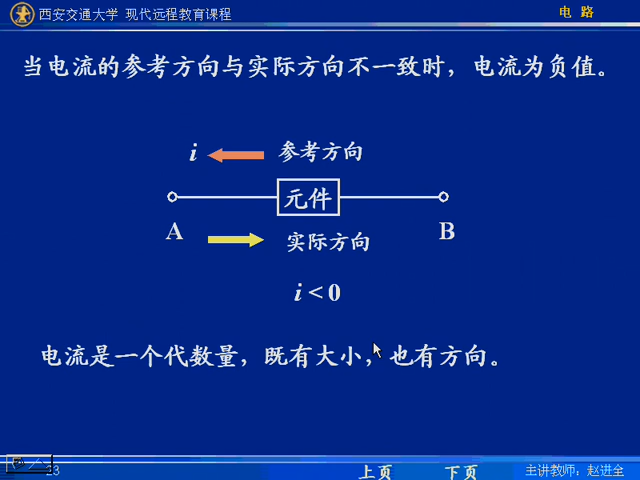 西安交通大学 现代远程教育课程
电 路
当电流的参考方向与实际方向不一致时，电流为负值。
i 参考方向
元件
A 实际方向 B
i < 0
电流是一个代数量，既有大小，也有方向。
23 上页 下页 主讲教师：赵进全